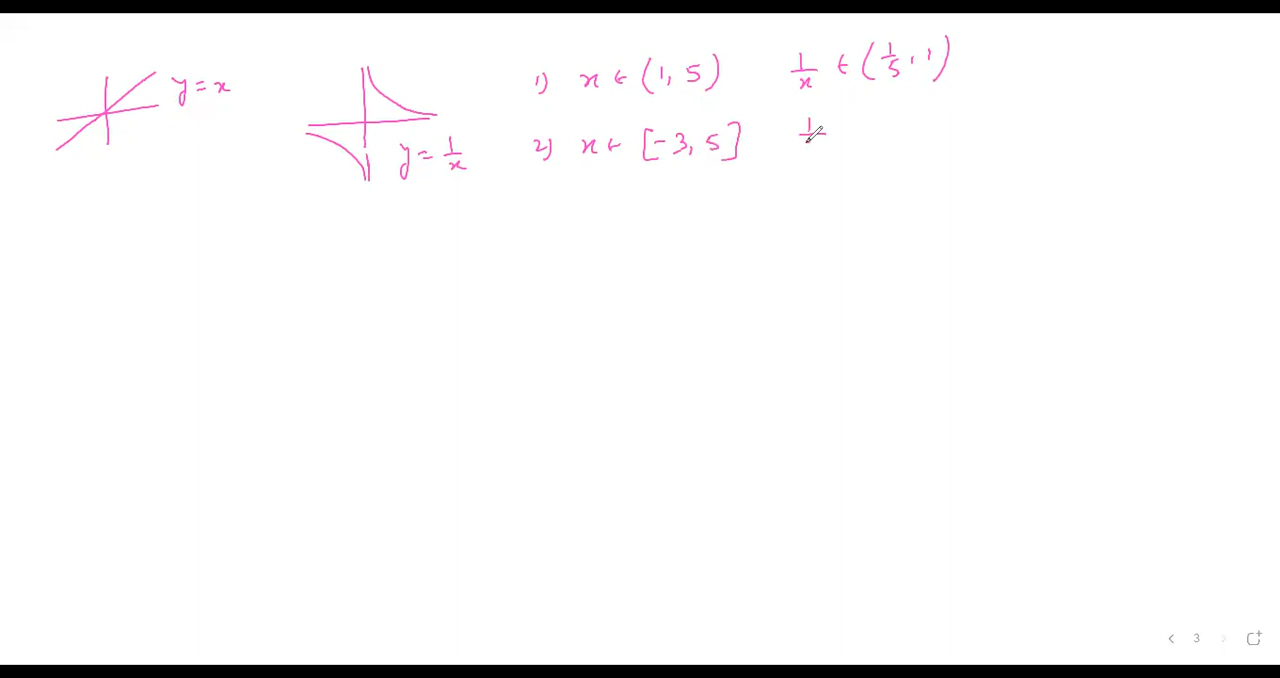 y = x
y = 1/x
1) x ∈ (1, 5) 1/x ∈ (1/5, 1)
2) x ∈ [-3, 5] 1/
3